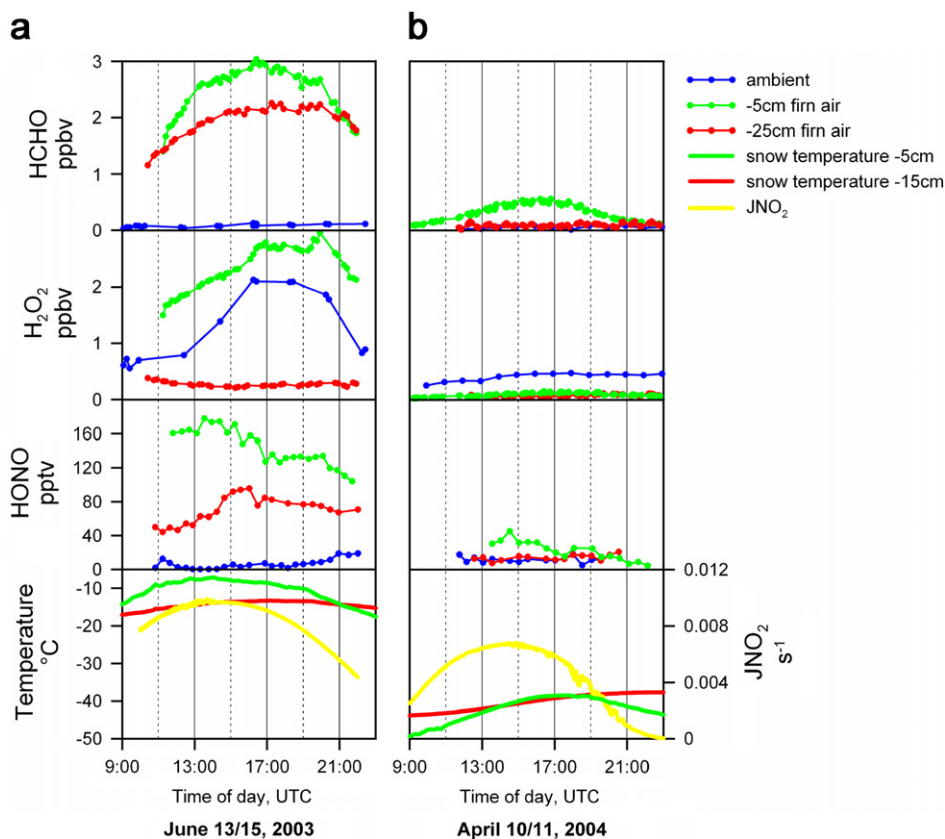 a
b
3
2
1
0
HCHO
ppbv
ambient
-5cm firn air
-25cm firn air
snow temperature -5cm
snow temperature -15cm
JNO₂
2
1
0
H₂O₂
ppbv
160
120
80
40
0
HONO
pptv
-10
-20
-30
-40
-50
Temperature
°C
0.012
0.008
0.004
0
JNO₂
s⁻¹
9:00 13:00 17:00 21:00
9:00 13:00 17:00 21:00
Time of day, UTC
Time of day, UTC
June 13/15, 2003
April 10/11, 2004